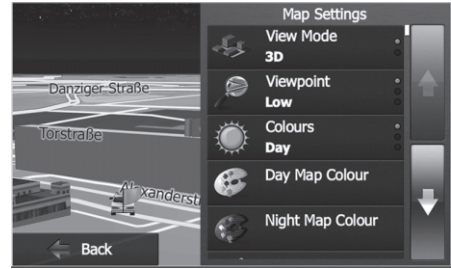 Map Settings
View Mode
3D
Danziger Straße
Viewpoint
Low
Torstraße
Colours
Day
Alexanderst
Day Map Colour
Night Map Colour
Back